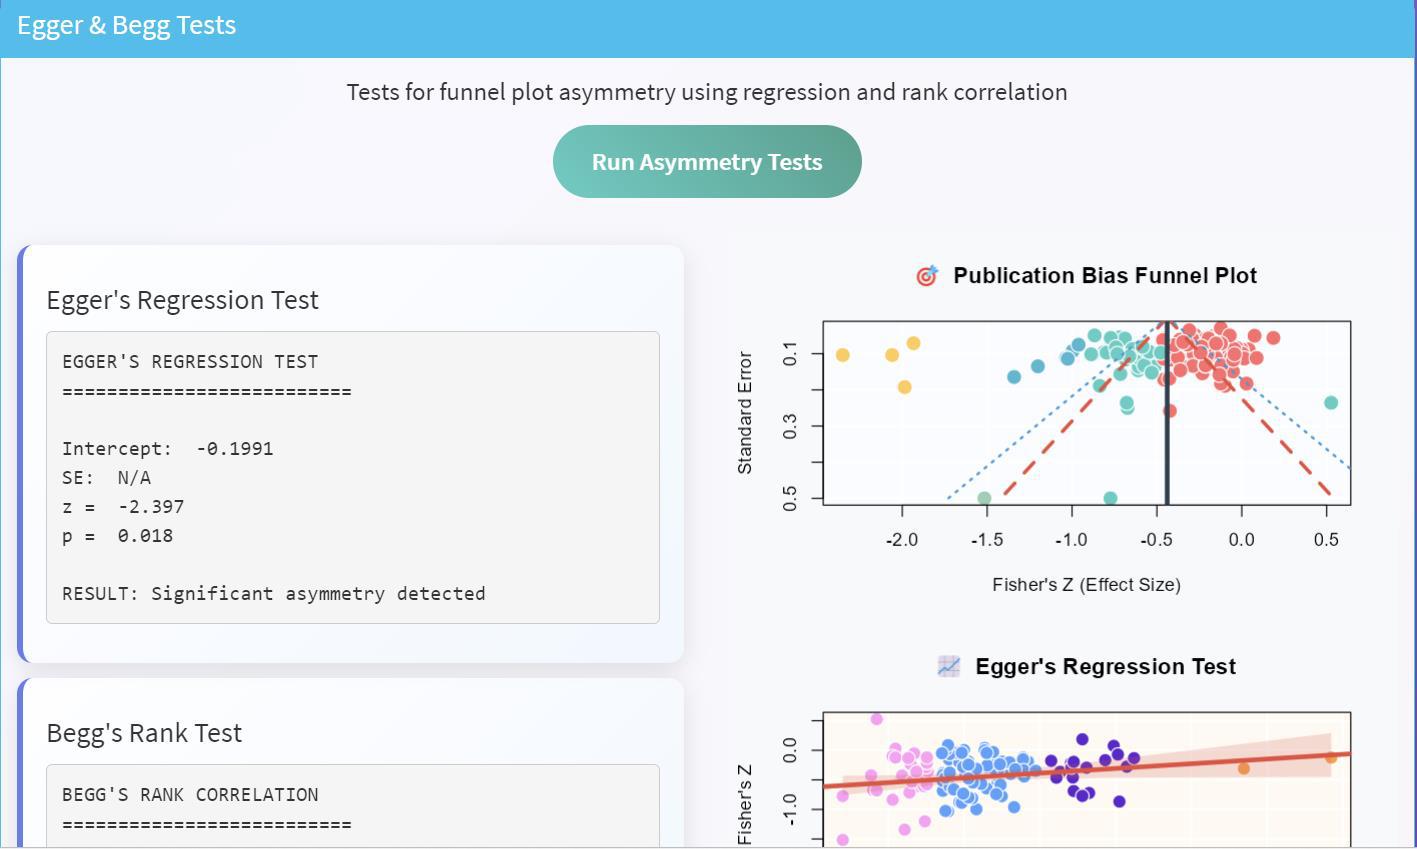 Egger & Begg Tests
Tests for funnel plot asymmetry using regression and rank correlation
Run Asymmetry Tests
Egger's Regression Test
EGGER'S REGRESSION TEST
==========================
Intercept:  -0.1991
SE:  N/A
z =  -2.397
p =  0.018
RESULT: Significant asymmetry detected
Begg's Rank Test
BEGG'S RANK CORRELATION
==========================
Publication Bias Funnel Plot
Standard Error
0.1
0.3
0.5
-2.0 -1.5 -1.0 -0.5 0.0 0.5
Fisher's Z (Effect Size)
Egger's Regression Test
Fisher's Z
0.0
-1.0